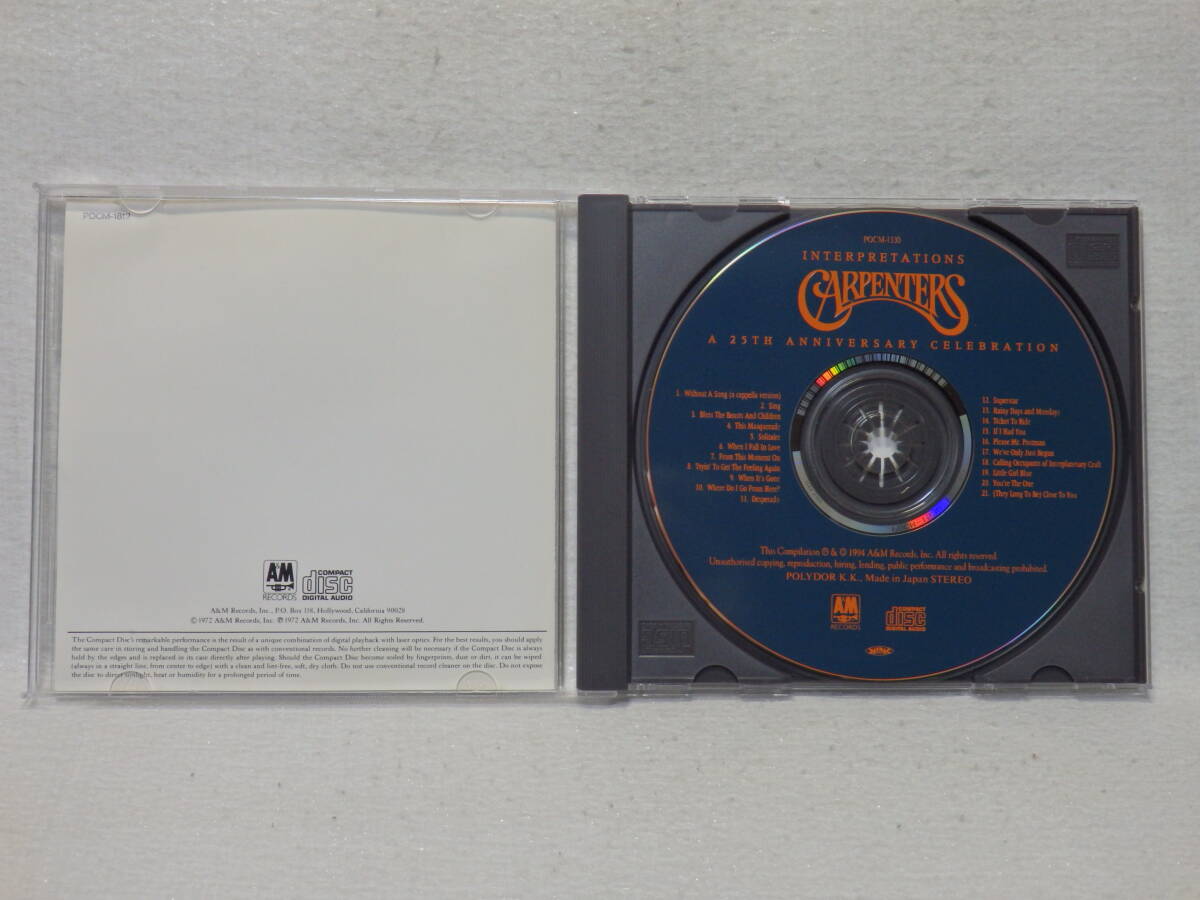 POCM-1817
A&M
RECORDS
COMPACT
disc
DIGITAL AUDIO
A&M Records, Inc., P.O. Box 118, Hollywood, California 90028
© 1972 A&M Records, Inc. ℗ 1972 A&M Records, Inc. All Rights Reserved.
The Compact Disc's remarkable performance is the result of a unique combination of digital playback with laser optics. For the best results, you should apply
the same care in storing and handling the Compact Disc as with conventional records. No further cleaning will be necessary if the Compact Disc is always
held by the edges and is replaced in its case directly after playing. Should the Compact Disc become soiled by fingerprints, dust or dirt, it can be wiped
(always in a straight line, from center to edge) with a clean and lint-free, soft, dry cloth. Do not use conventional record cleaner on the disc. Do not expose
the disc to direct sunlight, heat or humidity for a prolonged period of time.
POCM-1130
INTERPRETATIONS
CARPENTERS
A 25TH ANNIVERSARY CELEBRATION
1. Without A Song (a cappella version)
2. Sing
3. Bless The Beasts And Children
4. This Masquerade
5. Solitaire
6. When I Fall In Love
7. From This Moment On
8. Tryin' To Get The Feeling Again
9. When It's Gone
10. Where Do I Go From Here?
11. Desperado
12. Superstar
13. Rainy Days and Mondays
14. Ticket To Ride
15. If I Had You
16. Please Mr. Postman
17. We've Only Just Begun
18. Calling Occupants of Interplanetary Craft
19. Little Girl Blue
20. You're The One
21. (They Long To Be) Close To You
This Compilation ℗ & © 1994 A&M Records, Inc. All rights reserved.
Unauthorised copying, reproduction, hiring, lending, public performance and broadcasting prohibited.
POLYDOR K.K., Made in Japan STEREO
A&M
RECORDS
COMPACT
disc
DIGITAL AUDIO